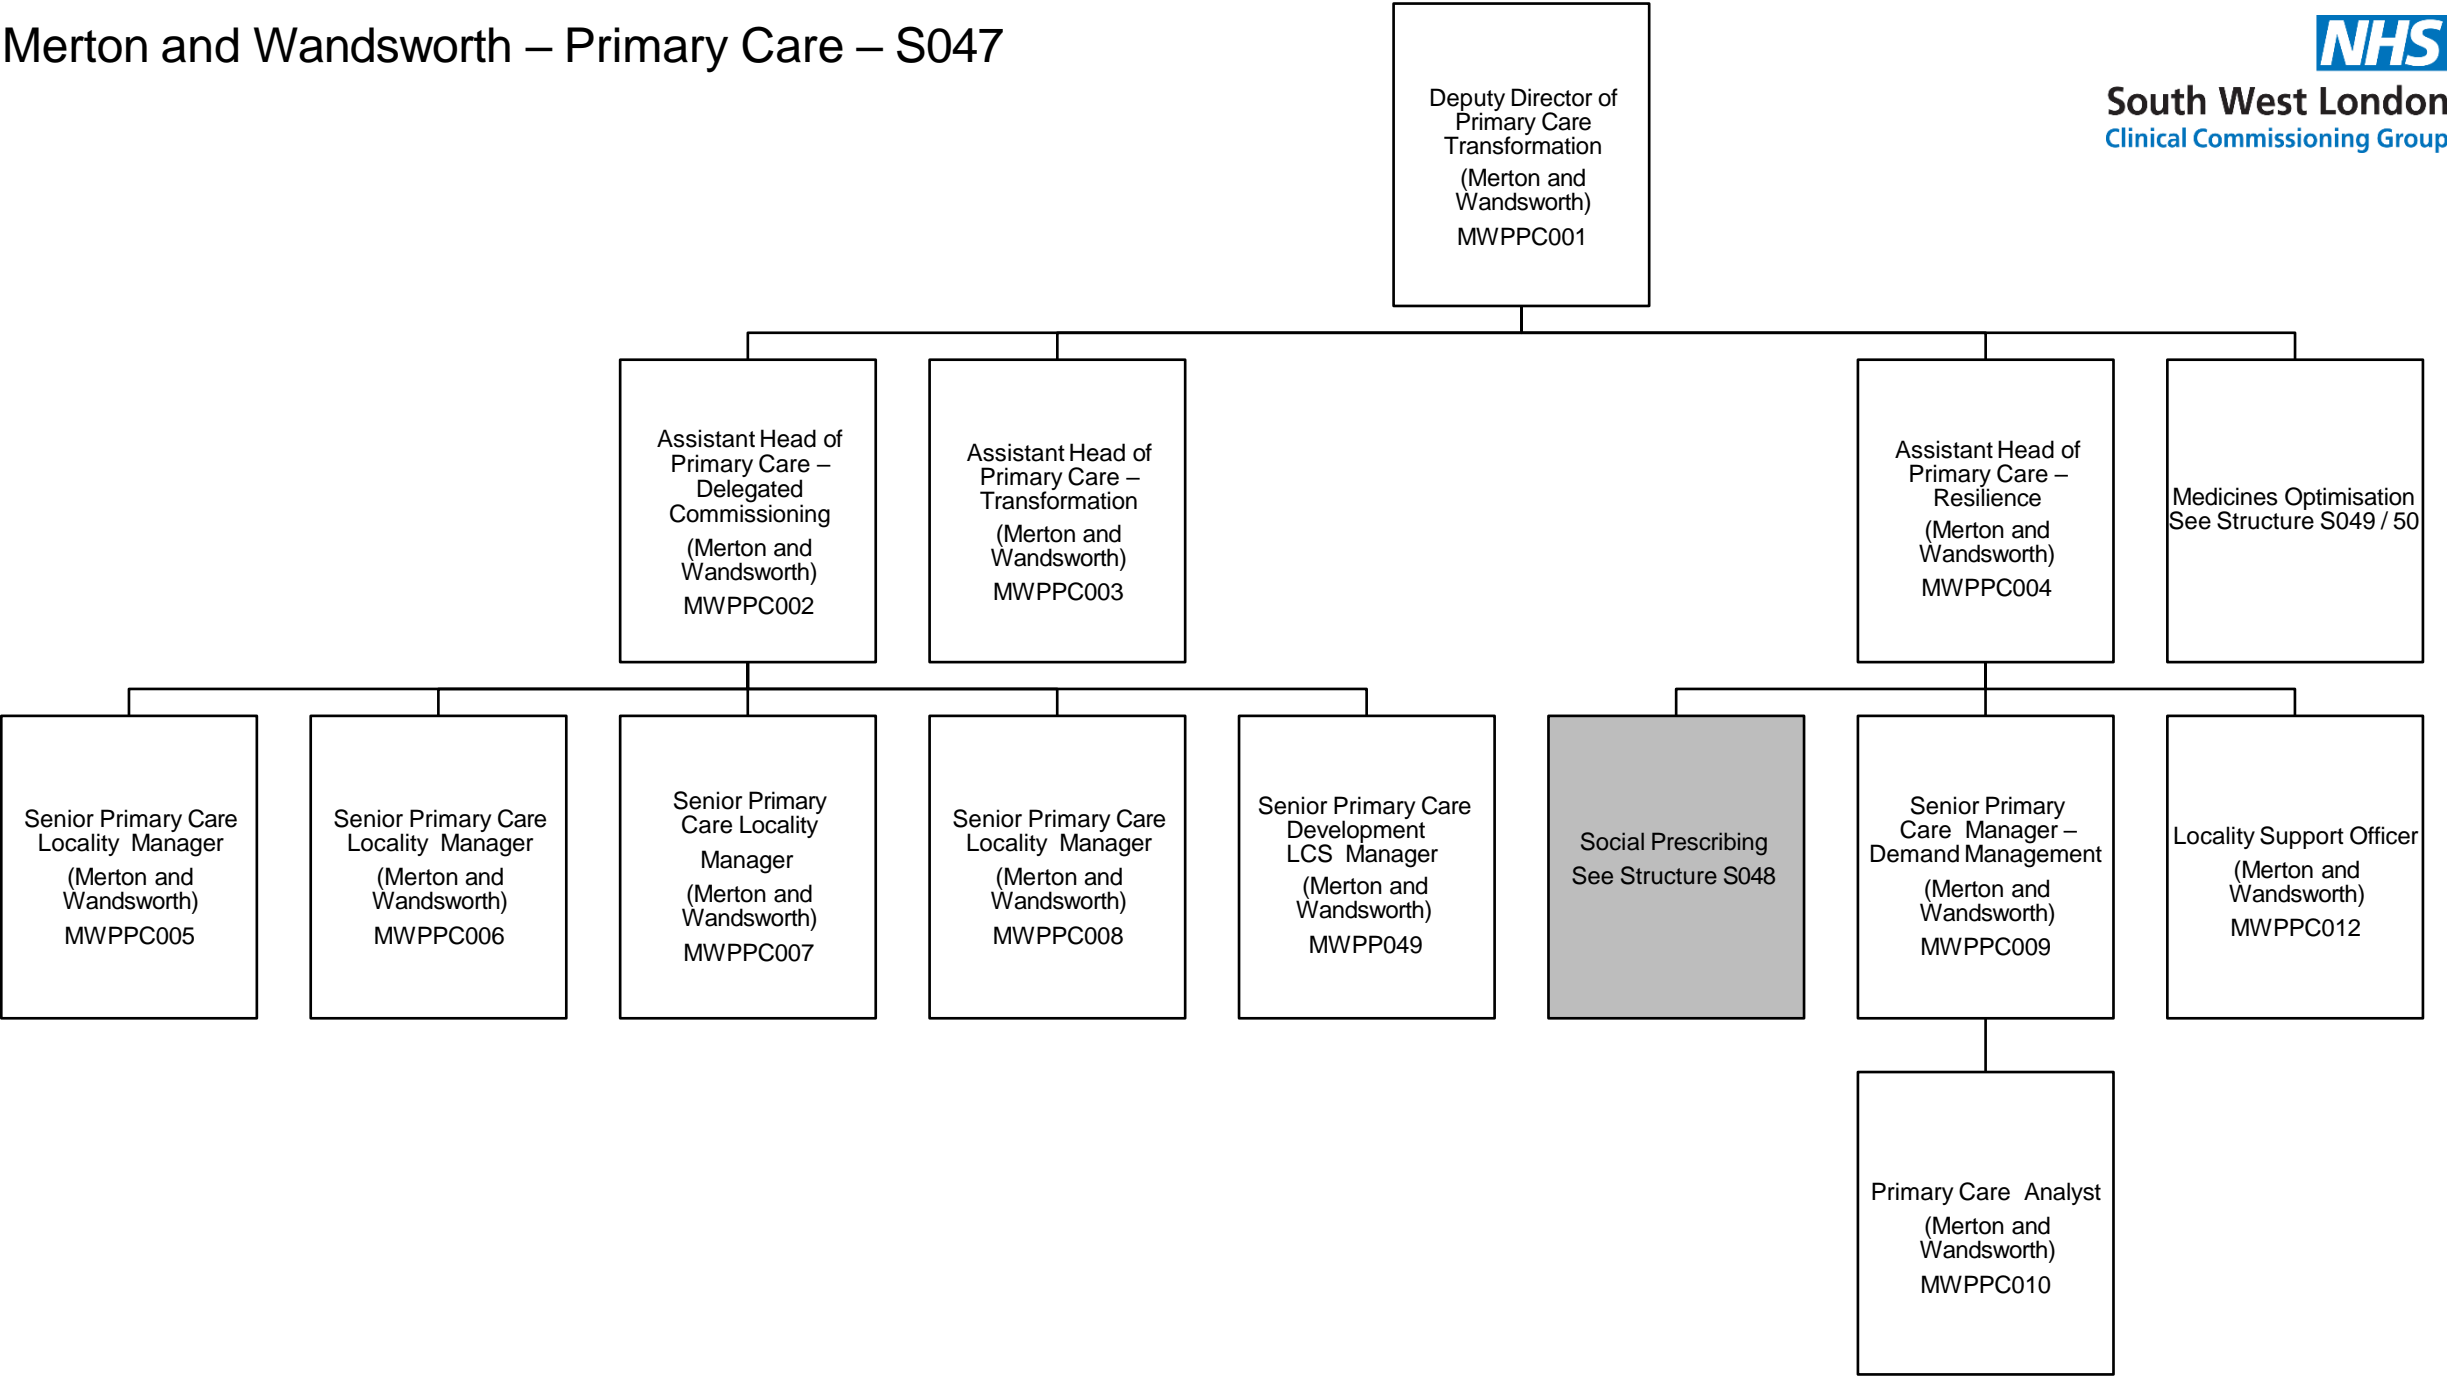 Merton and Wandsworth – Primary Care – S047
NHS
South West London
Clinical Commissioning Group
Deputy Director of
Primary Care
Transformation
(Merton and
Wandsworth)
MWPPC001
Assistant Head of
Primary Care –
Delegated
Commissioning
(Merton and
Wandsworth)
MWPPC002
Assistant Head of
Primary Care –
Transformation
(Merton and
Wandsworth)
MWPPC003
Assistant Head of
Primary Care –
Resilience
(Merton and
Wandsworth)
MWPPC004
Medicines Optimisation
See Structure S049 / 50
Senior Primary Care
Locality Manager
(Merton and
Wandsworth)
MWPPC005
Senior Primary Care
Locality Manager
(Merton and
Wandsworth)
MWPPC006
Senior Primary
Care Locality
Manager
(Merton and
Wandsworth)
MWPPC007
Senior Primary Care
Locality Manager
(Merton and
Wandsworth)
MWPPC008
Senior Primary Care
Development
LCS Manager
(Merton and
Wandsworth)
MWPP049
Social Prescribing
See Structure S048
Senior Primary
Care Manager –
Demand Management
(Merton and
Wandsworth)
MWPPC009
Locality Support Officer
(Merton and
Wandsworth)
MWPPC012
Primary Care Analyst
(Merton and
Wandsworth)
MWPPC010